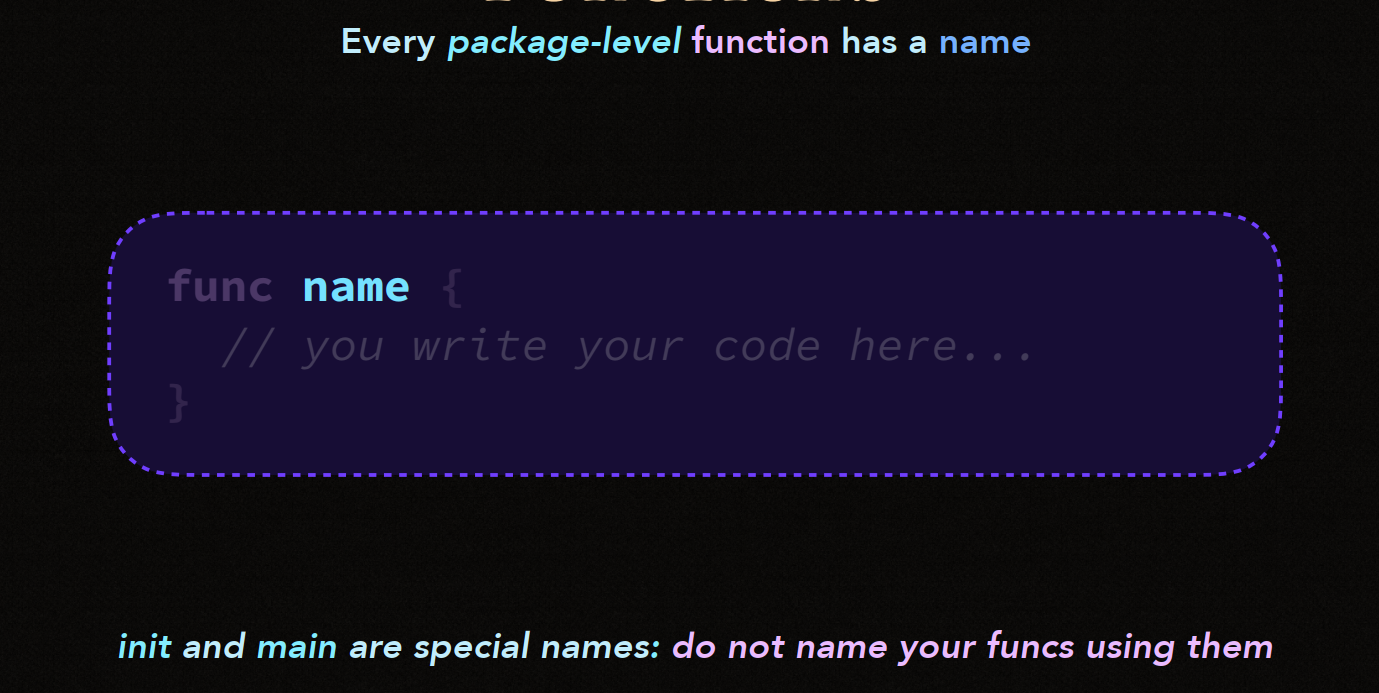 Every package-level function has a name
func name {
// you write your code here...
}
init and main are special names: do not name your funcs using them